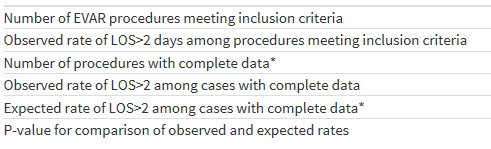 Number of EVAR procedures meeting inclusion criteria
Observed rate of LOS>2 days among procedures meeting inclusion criteria
Number of procedures with complete data*
Observed rate of LOS>2 among cases with complete data
Expected rate of LOS>2 among cases with complete data*
P-value for comparison of observed and expected rates